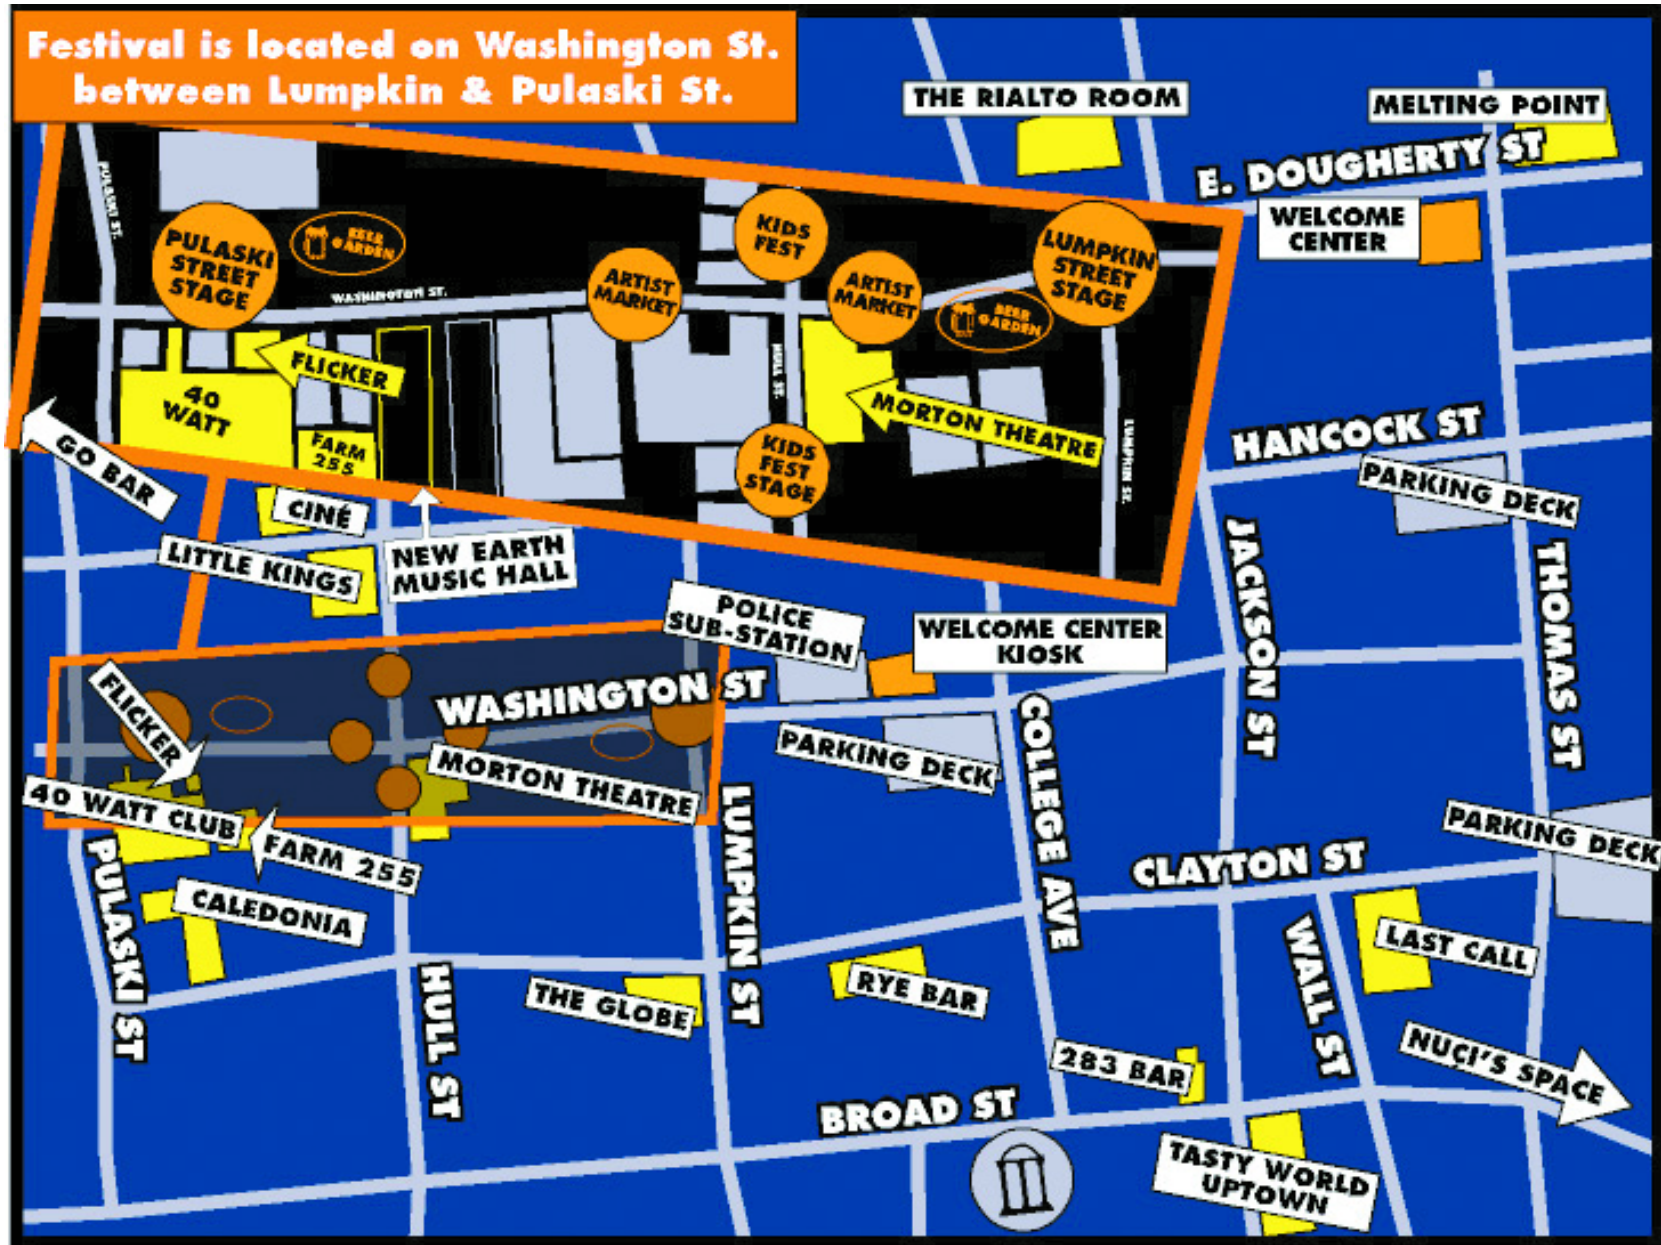 Festival is located on Washington St.
between Lumpkin & Pulaski St.
THE RIALTO ROOM
MELTING POINT
E. DOUGHERTY ST
WELCOME
CENTER
PULASKI ST.
PULASKI
STREET
STAGE
BEER
GARDEN
WASHINGTON ST.
ARTIST
MARKET
KIDS
FEST
ARTIST
MARKET
LUMPKIN
STREET
STAGE
BEER
GARDEN
FLICKER
40
WATT
FARM
255
HULL ST.
MORTON THEATRE
KIDS
FEST
STAGE
LUMPKIN ST.
GO BAR
HANCOCK ST
PARKING DECK
CINÉ
LITTLE KINGS
NEW EARTH
MUSIC HALL
JACKSON ST
THOMAS ST
POLICE
SUB-STATION
WELCOME CENTER
KIOSK
FLICKER
WASHINGTON ST
MORTON THEATRE
PARKING DECK
COLLEGE AVE
40 WATT CLUB
FARM 255
PARKING DECK
PULASKI ST
LUMPKIN ST
CLAYTON ST
CALEDONIA
WALL ST
LAST CALL
HULL ST
THE GLOBE
RYE BAR
283 BAR
NUÇI'S SPACE
BROAD ST
TASTY WORLD
UPTOWN